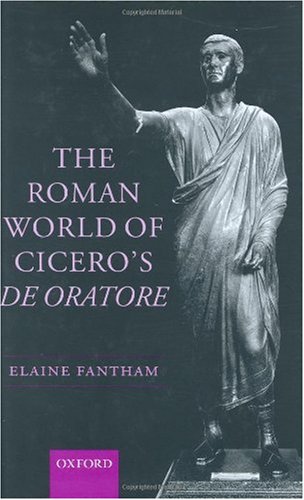 THE
ROMAN
WORLD OF
CICERO'S
DE ORATORE
ELAINE FANTHAM
OXFORD